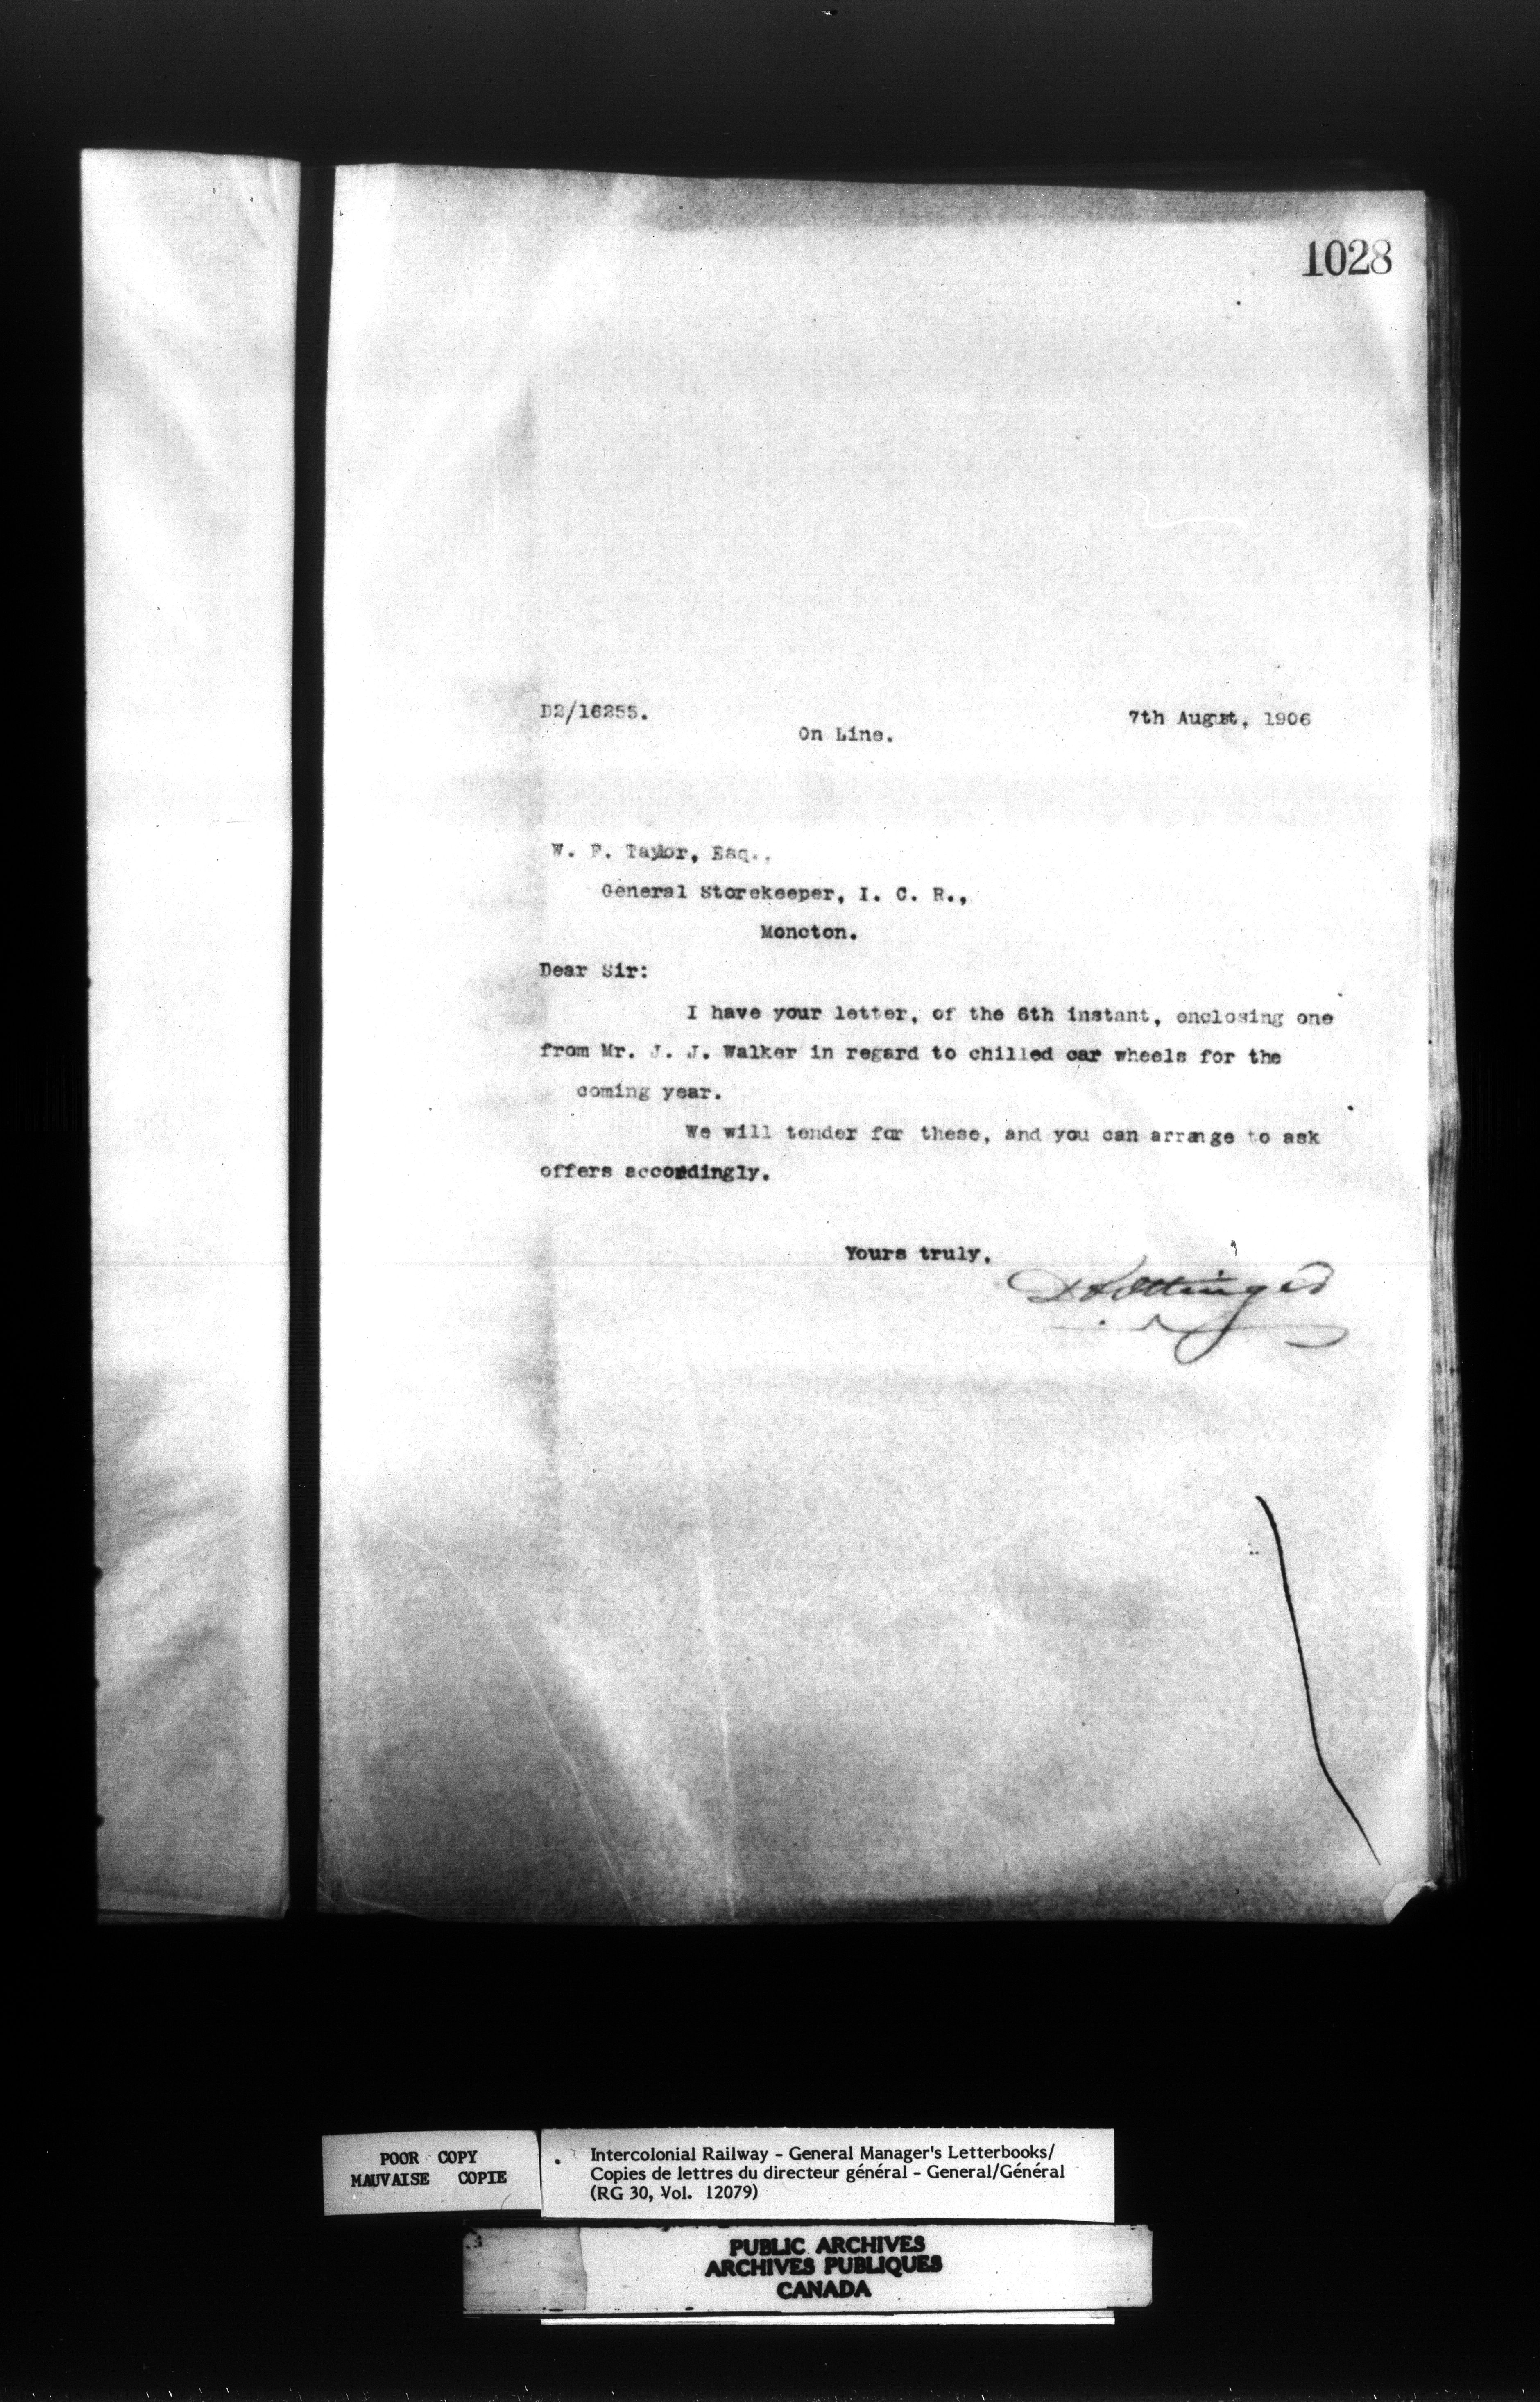 1028
D2/16255.
7th August, 1906
On Line.
W. F. Taylor, Esq.,
General Storekeeper, I. C. R.,
Moncton.
Dear Sir:
I have your letter, of the 6th instant, enclosing one
from Mr. J. J. Walker in regard to chilled car wheels for the
coming year.
We will tender for these, and you can arrange to ask
offers accordingly.
Yours truly,
D Pottinger
POOR COPY
MAUVAISE COPIE
Intercolonial Railway - General Manager's Letterbooks/
Copies de lettres du directeur général - General/Général
(RG 30, Vol. 12079)
PUBLIC ARCHIVES
ARCHIVES PUBLIQUES
CANADA